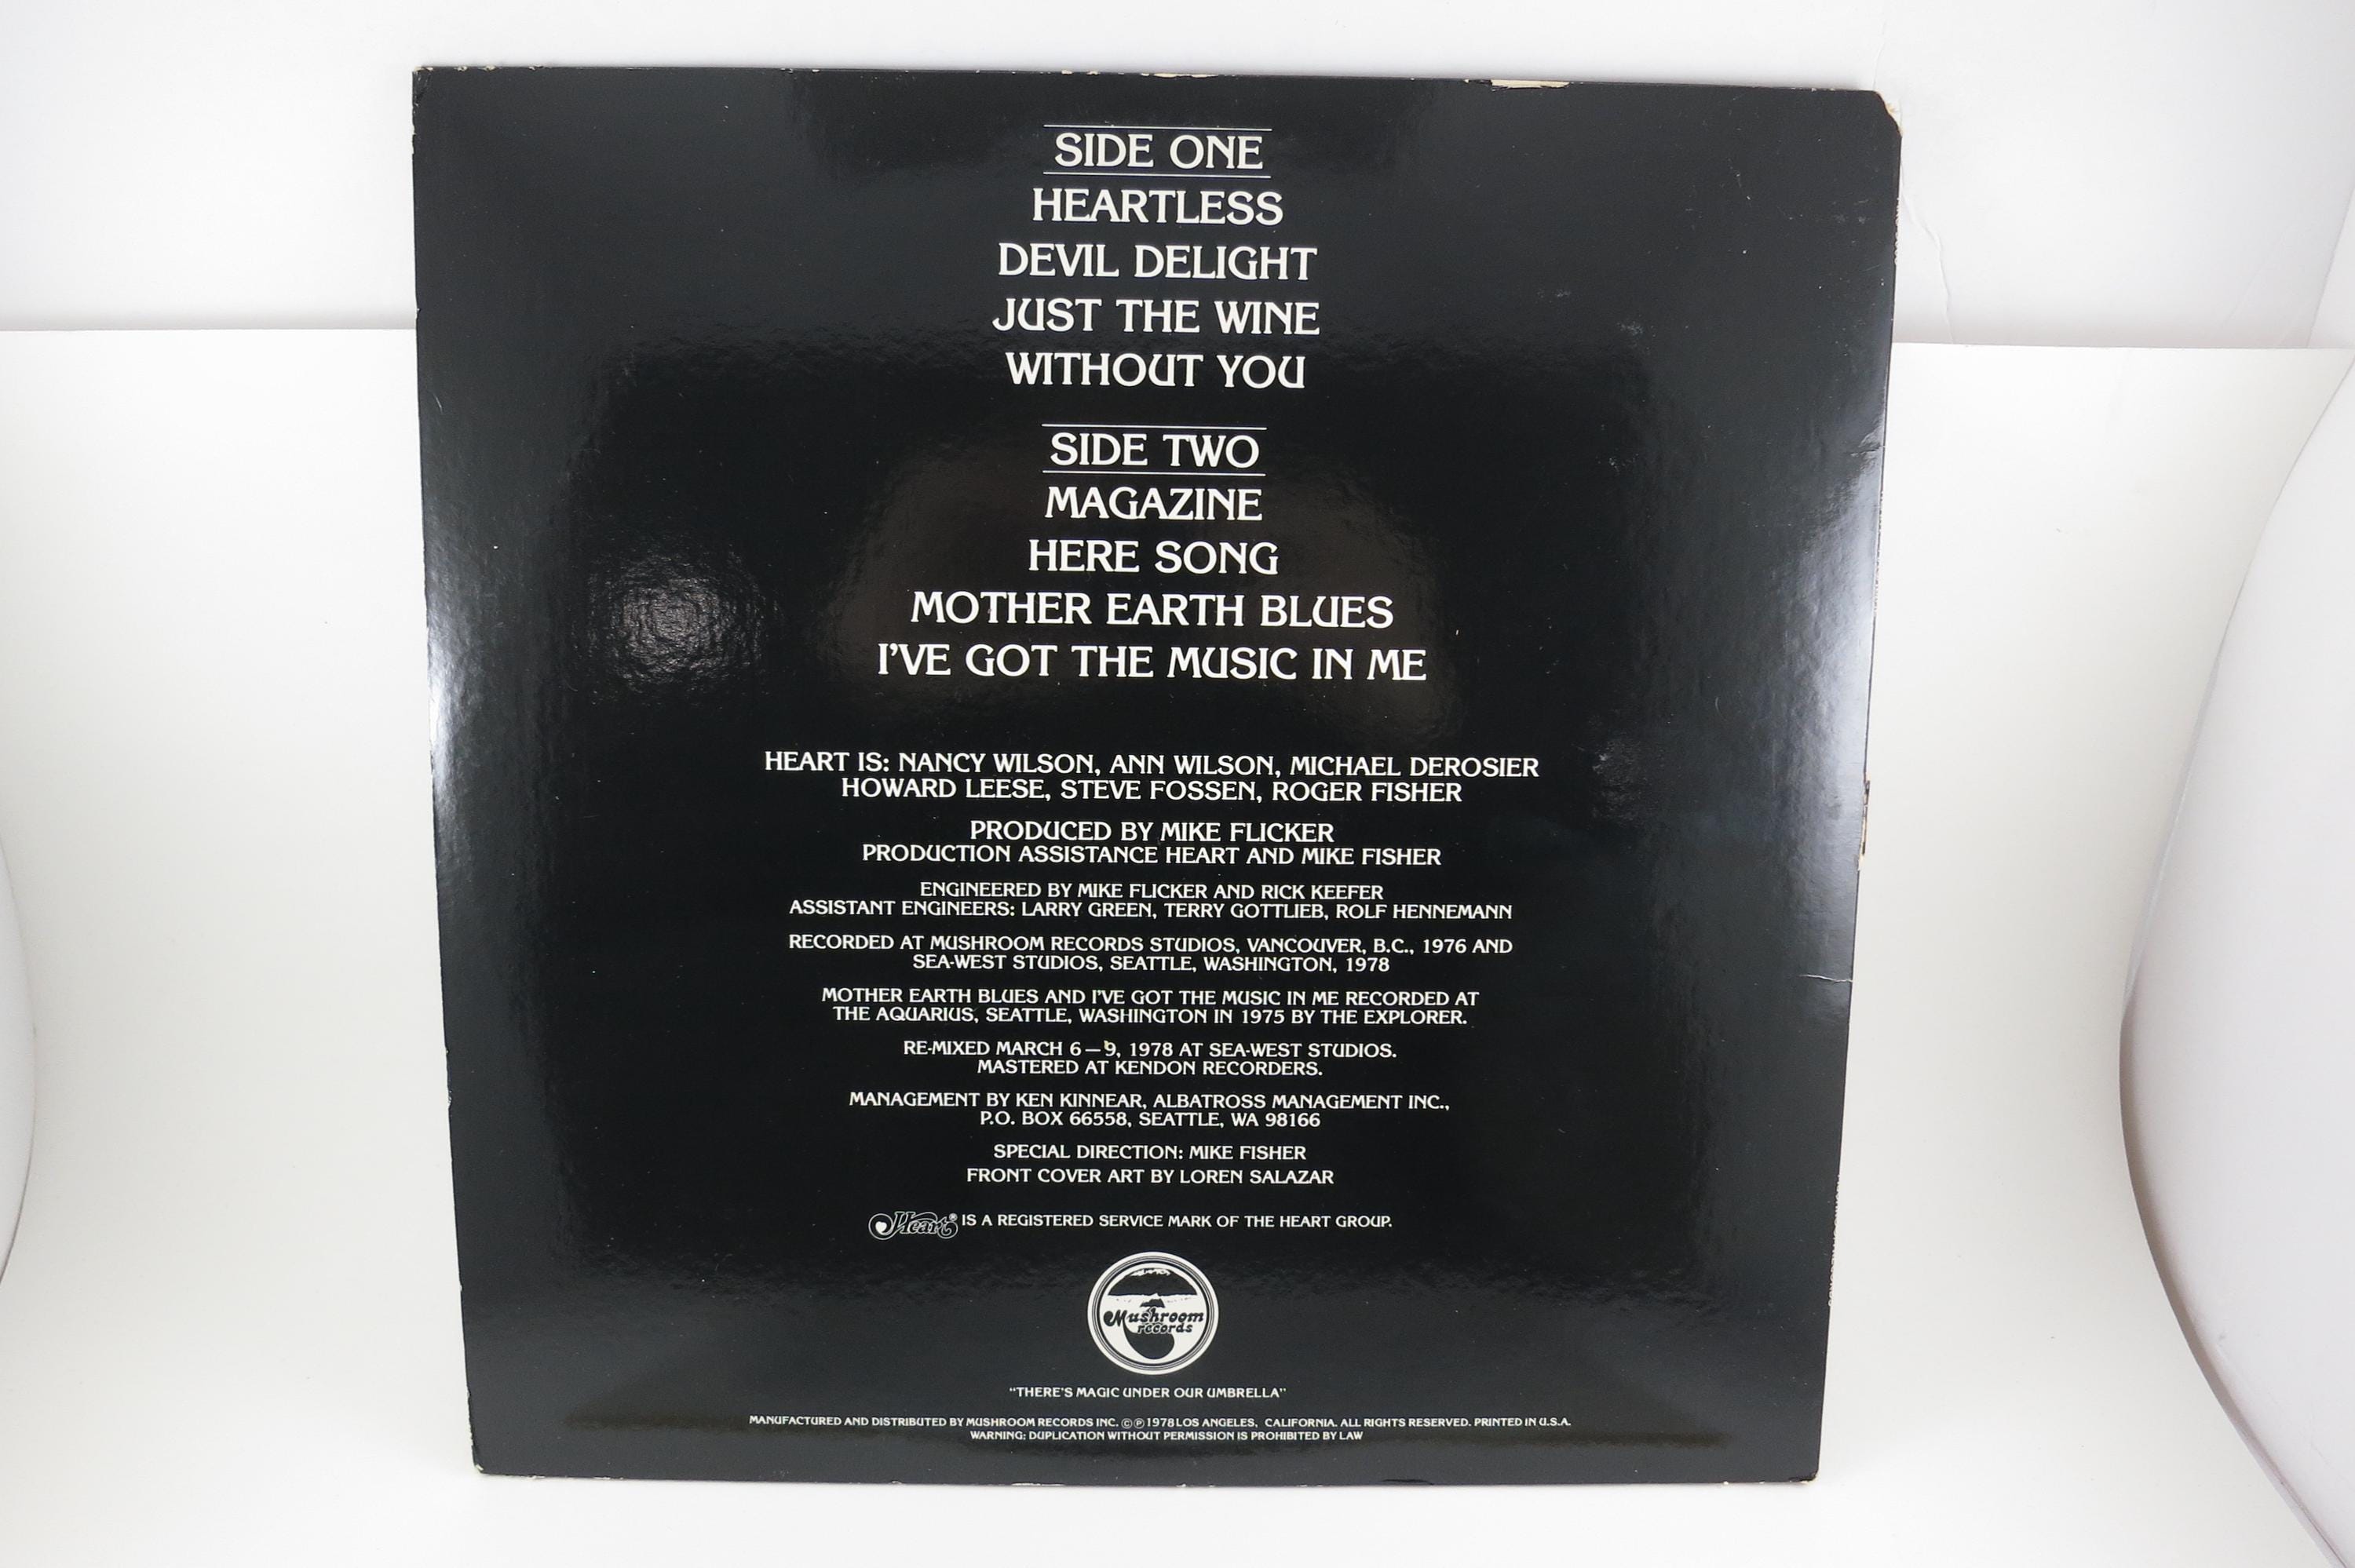 SIDE ONE
HEARTLESS
DEVIL DELIGHT
JUST THE WINE
WITHOUT YOU
SIDE TWO
MAGAZINE
HERE SONG
MOTHER EARTH BLUES
I'VE GOT THE MUSIC IN ME
HEART IS: NANCY WILSON, ANN WILSON, MICHAEL DEROSIER
HOWARD LEESE, STEVE FOSSEN, ROGER FISHER
PRODUCED BY MIKE FLICKER
PRODUCTION ASSISTANCE HEART AND MIKE FISHER
ENGINEERED BY MIKE FLICKER AND RICK KEEFER
ASSISTANT ENGINEERS: LARRY GREEN, TERRY GOTTLIEB, ROLF HENNEMANN
RECORDED AT MUSHROOM RECORDS STUDIOS, VANCOUVER, B.C., 1976 AND
SEA-WEST STUDIOS, SEATTLE, WASHINGTON, 1978
MOTHER EARTH BLUES AND I'VE GOT THE MUSIC IN ME RECORDED AT
THE AQUARIUS, SEATTLE, WASHINGTON IN 1975 BY THE EXPLORER.
RE-MIXED MARCH 6—9, 1978 AT SEA-WEST STUDIOS.
MASTERED AT KENDON RECORDERS.
MANAGEMENT BY KEN KINNEAR, ALBATROSS MANAGEMENT INC.,
P.O. BOX 66558, SEATTLE, WA 98166
SPECIAL DIRECTION: MIKE FISHER
FRONT COVER ART BY LOREN SALAZAR
Heart® IS A REGISTERED SERVICE MARK OF THE HEART GROUP.
Mushroom
records
"THERE'S MAGIC UNDER OUR UMBRELLA"
MANUFACTURED AND DISTRIBUTED BY MUSHROOM RECORDS INC. ©℗ 1978 LOS ANGELES, CALIFORNIA. ALL RIGHTS RESERVED. PRINTED IN U.S.A.
WARNING: DUPLICATION WITHOUT PERMISSION IS PROHIBITED BY LAW